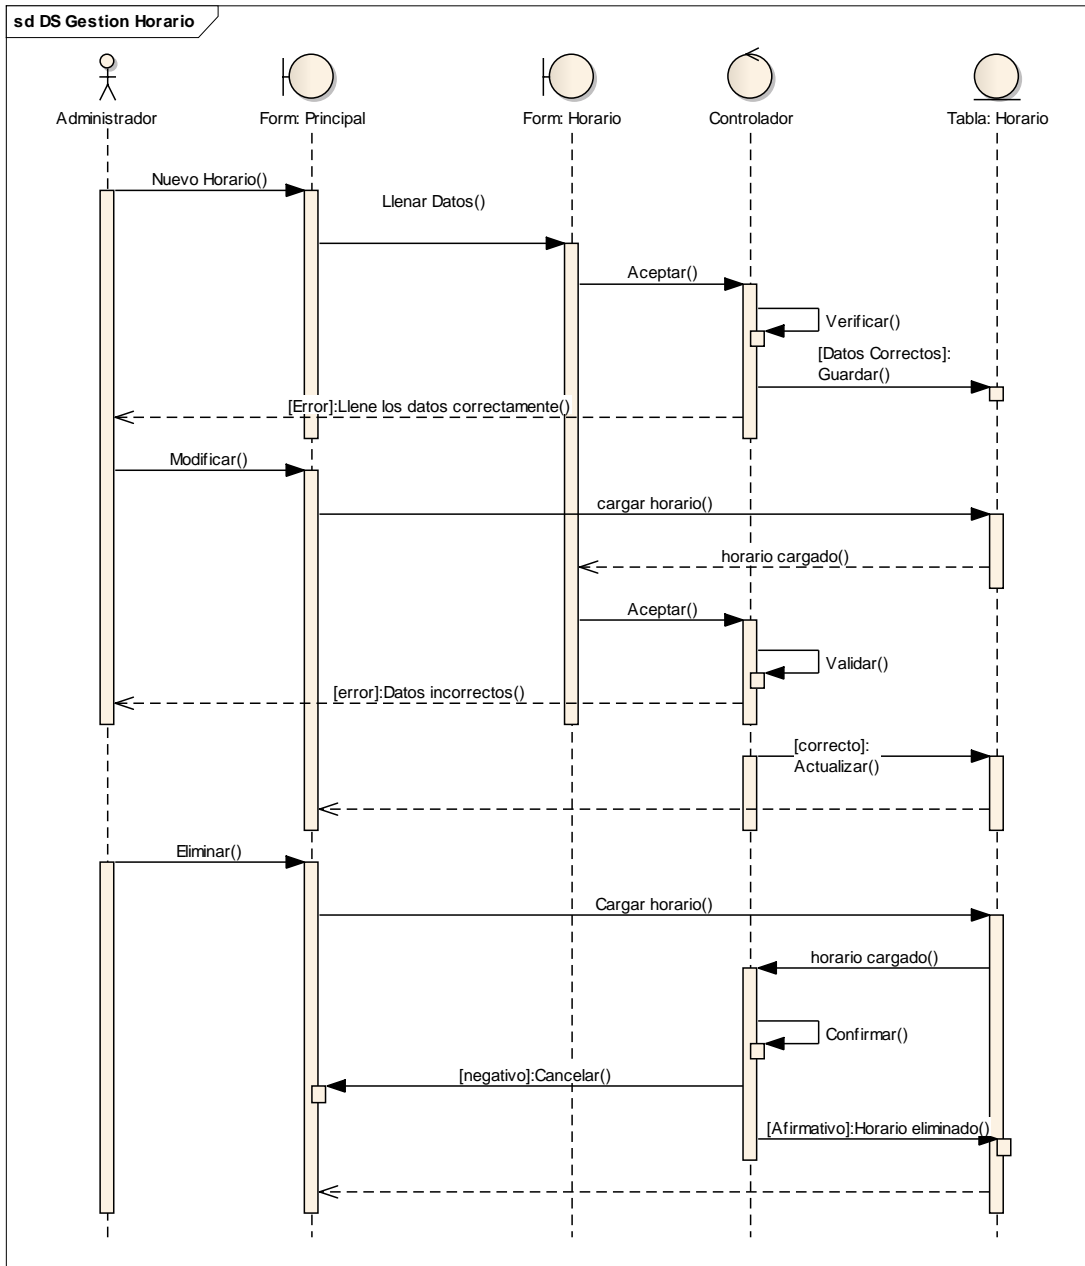 sd DS Gestion Horario
Administrador
Form: Principal
Form: Horario
Controlador
Tabla: Horario
Nuevo Horario()
Llenar Datos()
Aceptar()
Verificar()
[Datos Correctos]:
Guardar()
[Error]:Llene los datos correctamente()
Modificar()
cargar horario()
horario cargado()
Aceptar()
Validar()
[error]:Datos incorrectos()
[correcto]:
Actualizar()
Eliminar()
Cargar horario()
horario cargado()
Confirmar()
[negativo]:Cancelar()
[Afirmativo]:Horario eliminado()